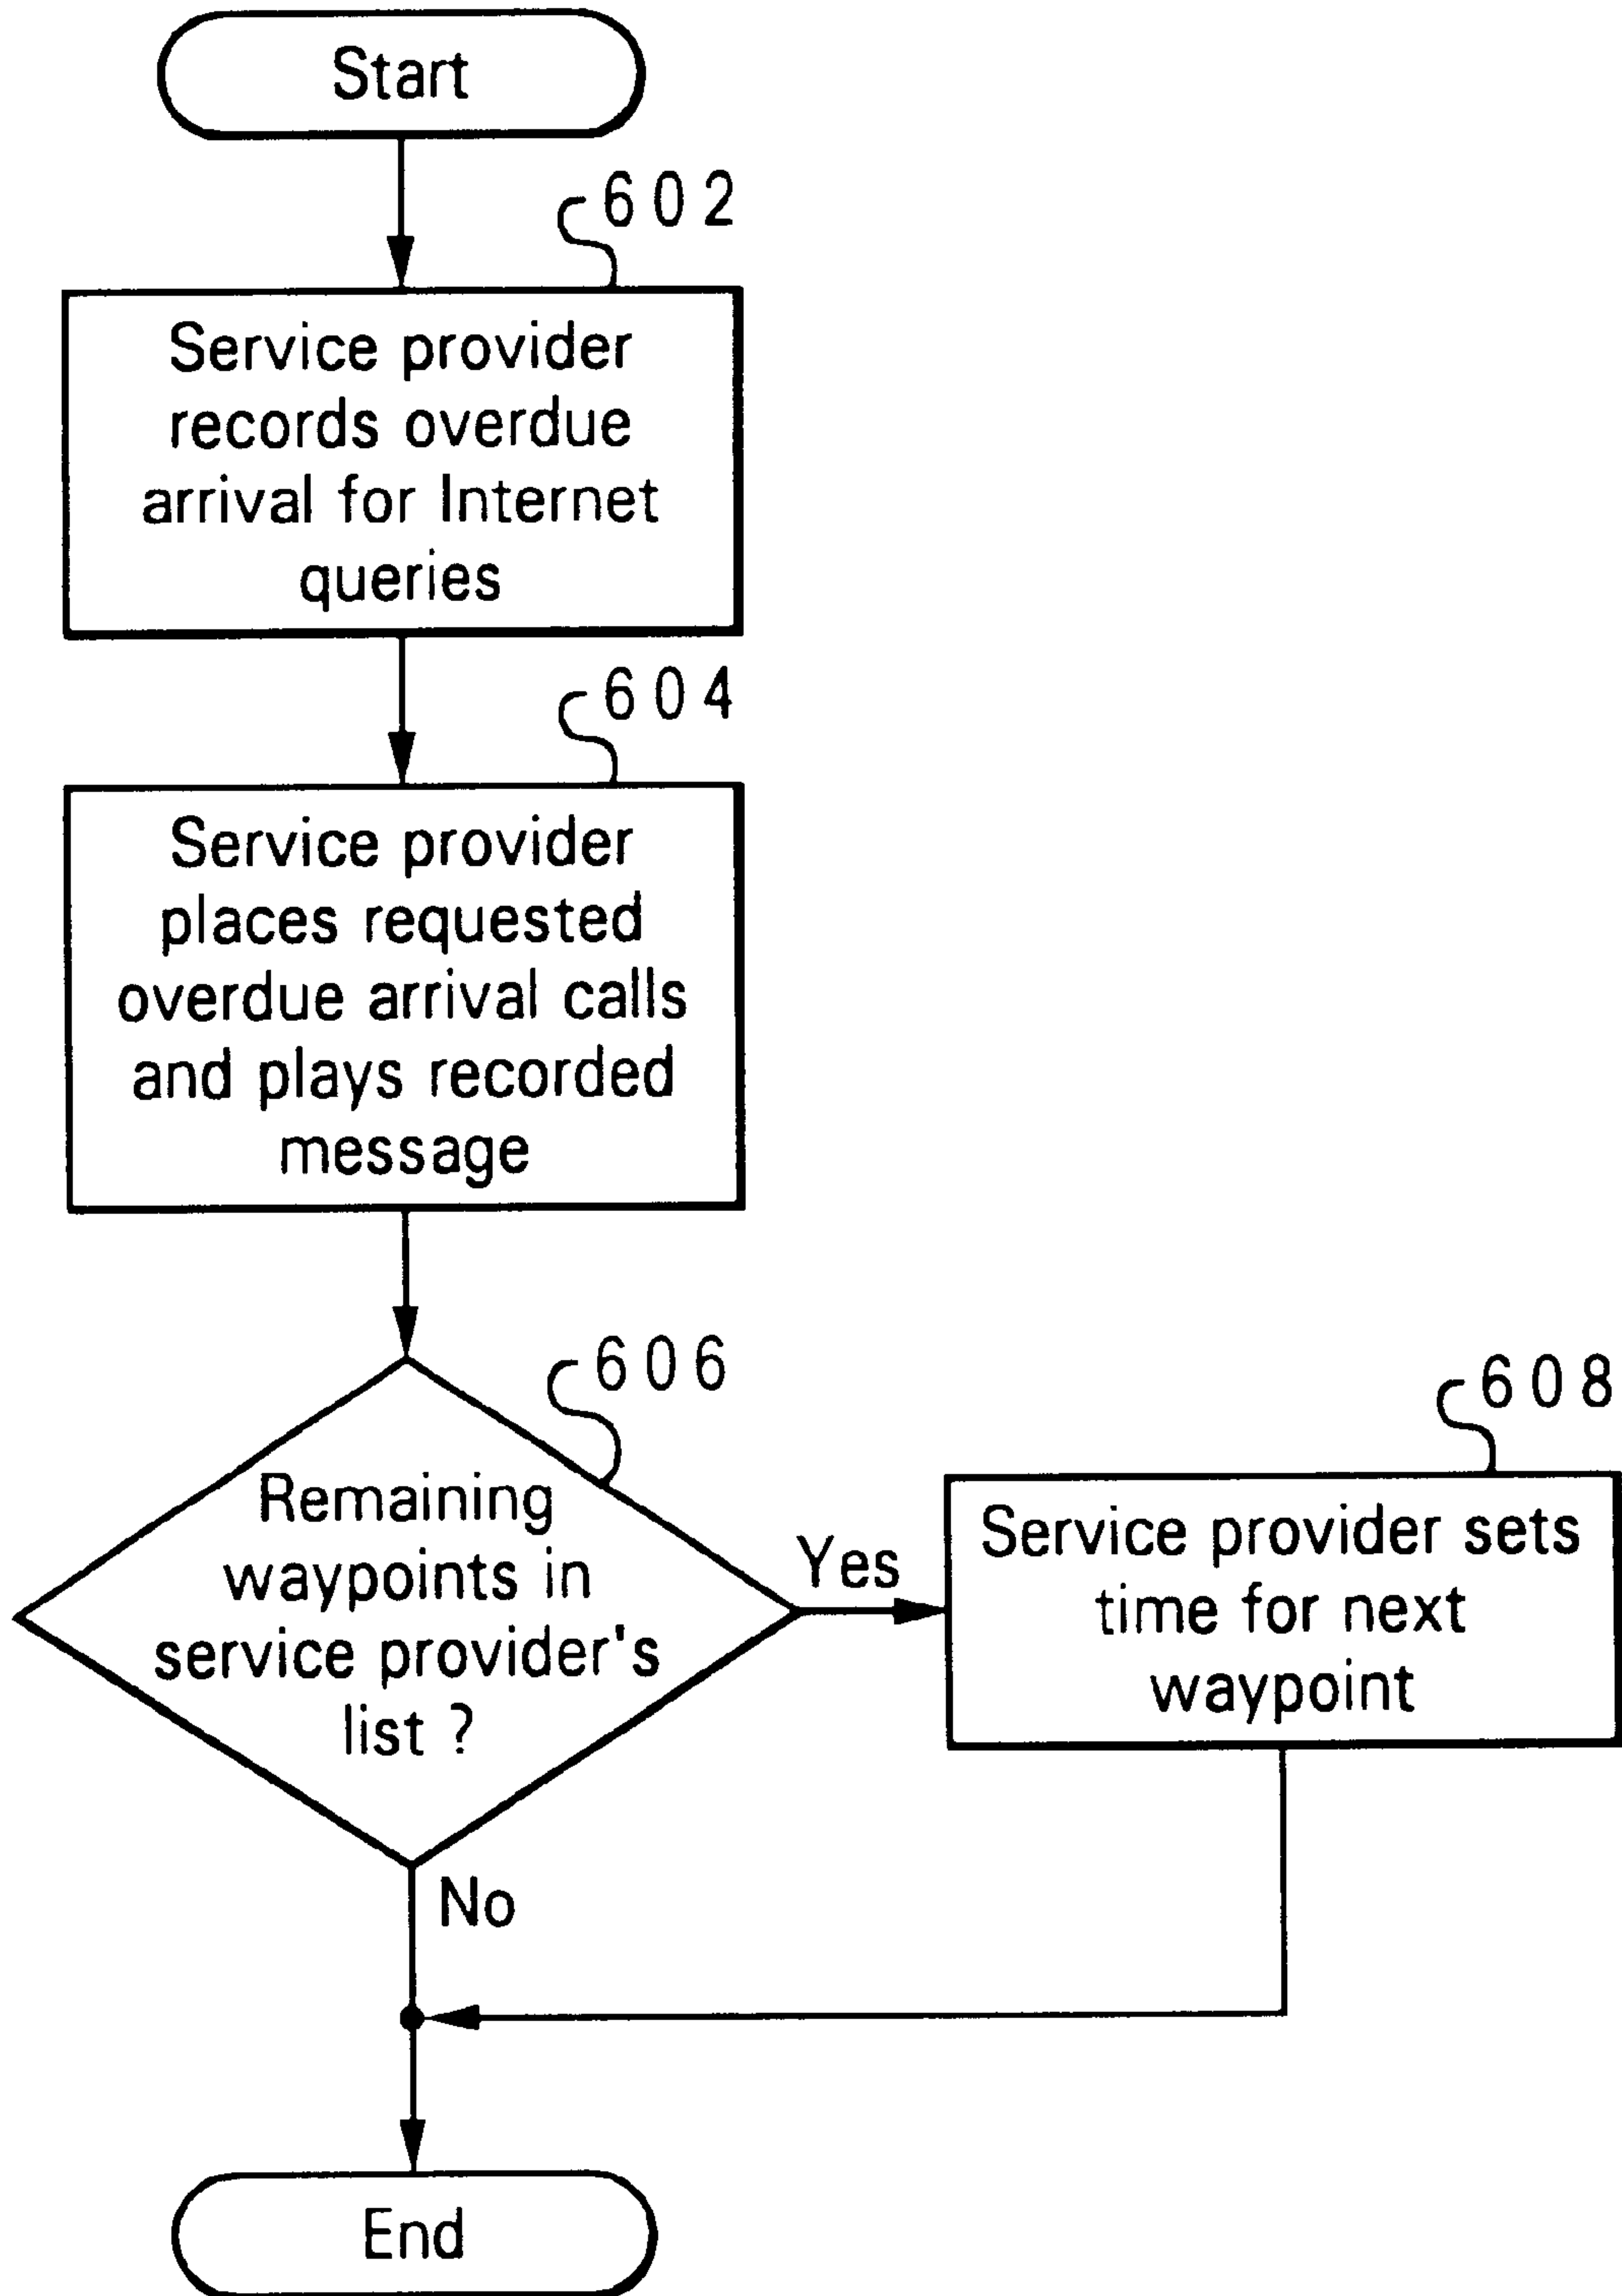 Start
602
Service provider
records overdue
arrival for Internet
queries
604
Service provider
places requested
overdue arrival calls
and plays recorded
message
606
Remaining
waypoints in
service provider's
list ?
Yes
608
Service provider sets
time for next
waypoint
No
End